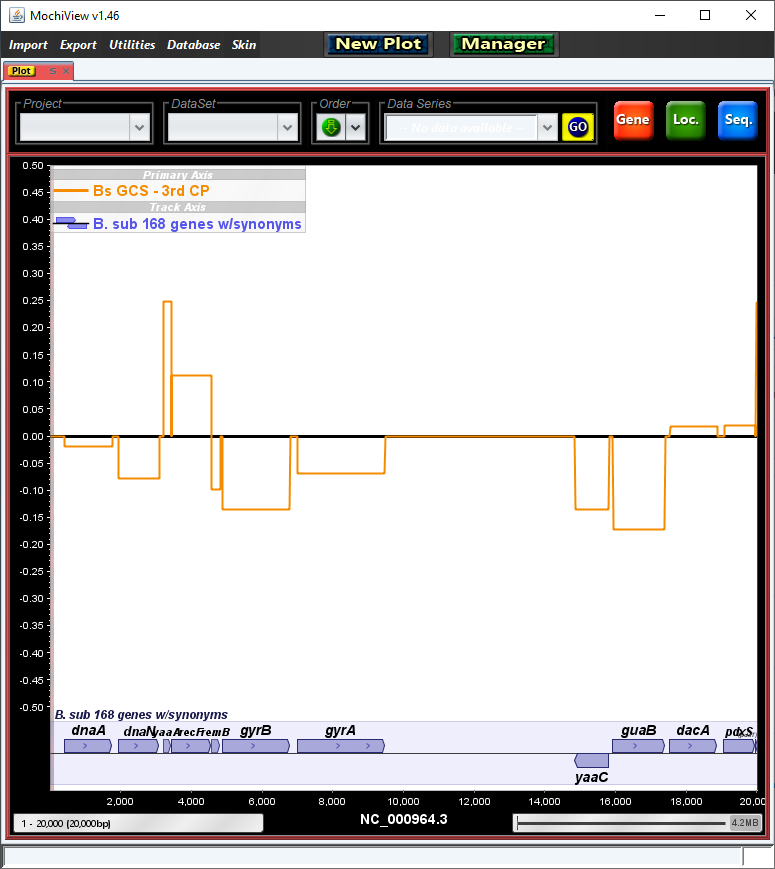 MochiView v1.46
Import Export Utilities Database Skin New Plot Manager
Plot
Project DataSet Order Data Series
-- No data available -- GO Gene Loc. Seq.
Primary Axis
Bs GCS - 3rd CP
Track Axis
B. sub 168 genes w/synonyms
0.50
0.45
0.40
0.35
0.30
0.25
0.20
0.15
0.10
0.05
0.00
-0.05
-0.10
-0.15
-0.20
-0.25
-0.30
-0.35
-0.40
-0.45
-0.50
B. sub 168 genes w/synonyms
dnaA dnaN yaaA recF remB gyrB gyrA guaB dacA pdxS
yaaC
2,000 4,000 6,000 8,000 10,000 12,000 14,000 16,000 18,000 20,00
1 - 20,000 (20,000bp) NC_000964.3 4.2MB